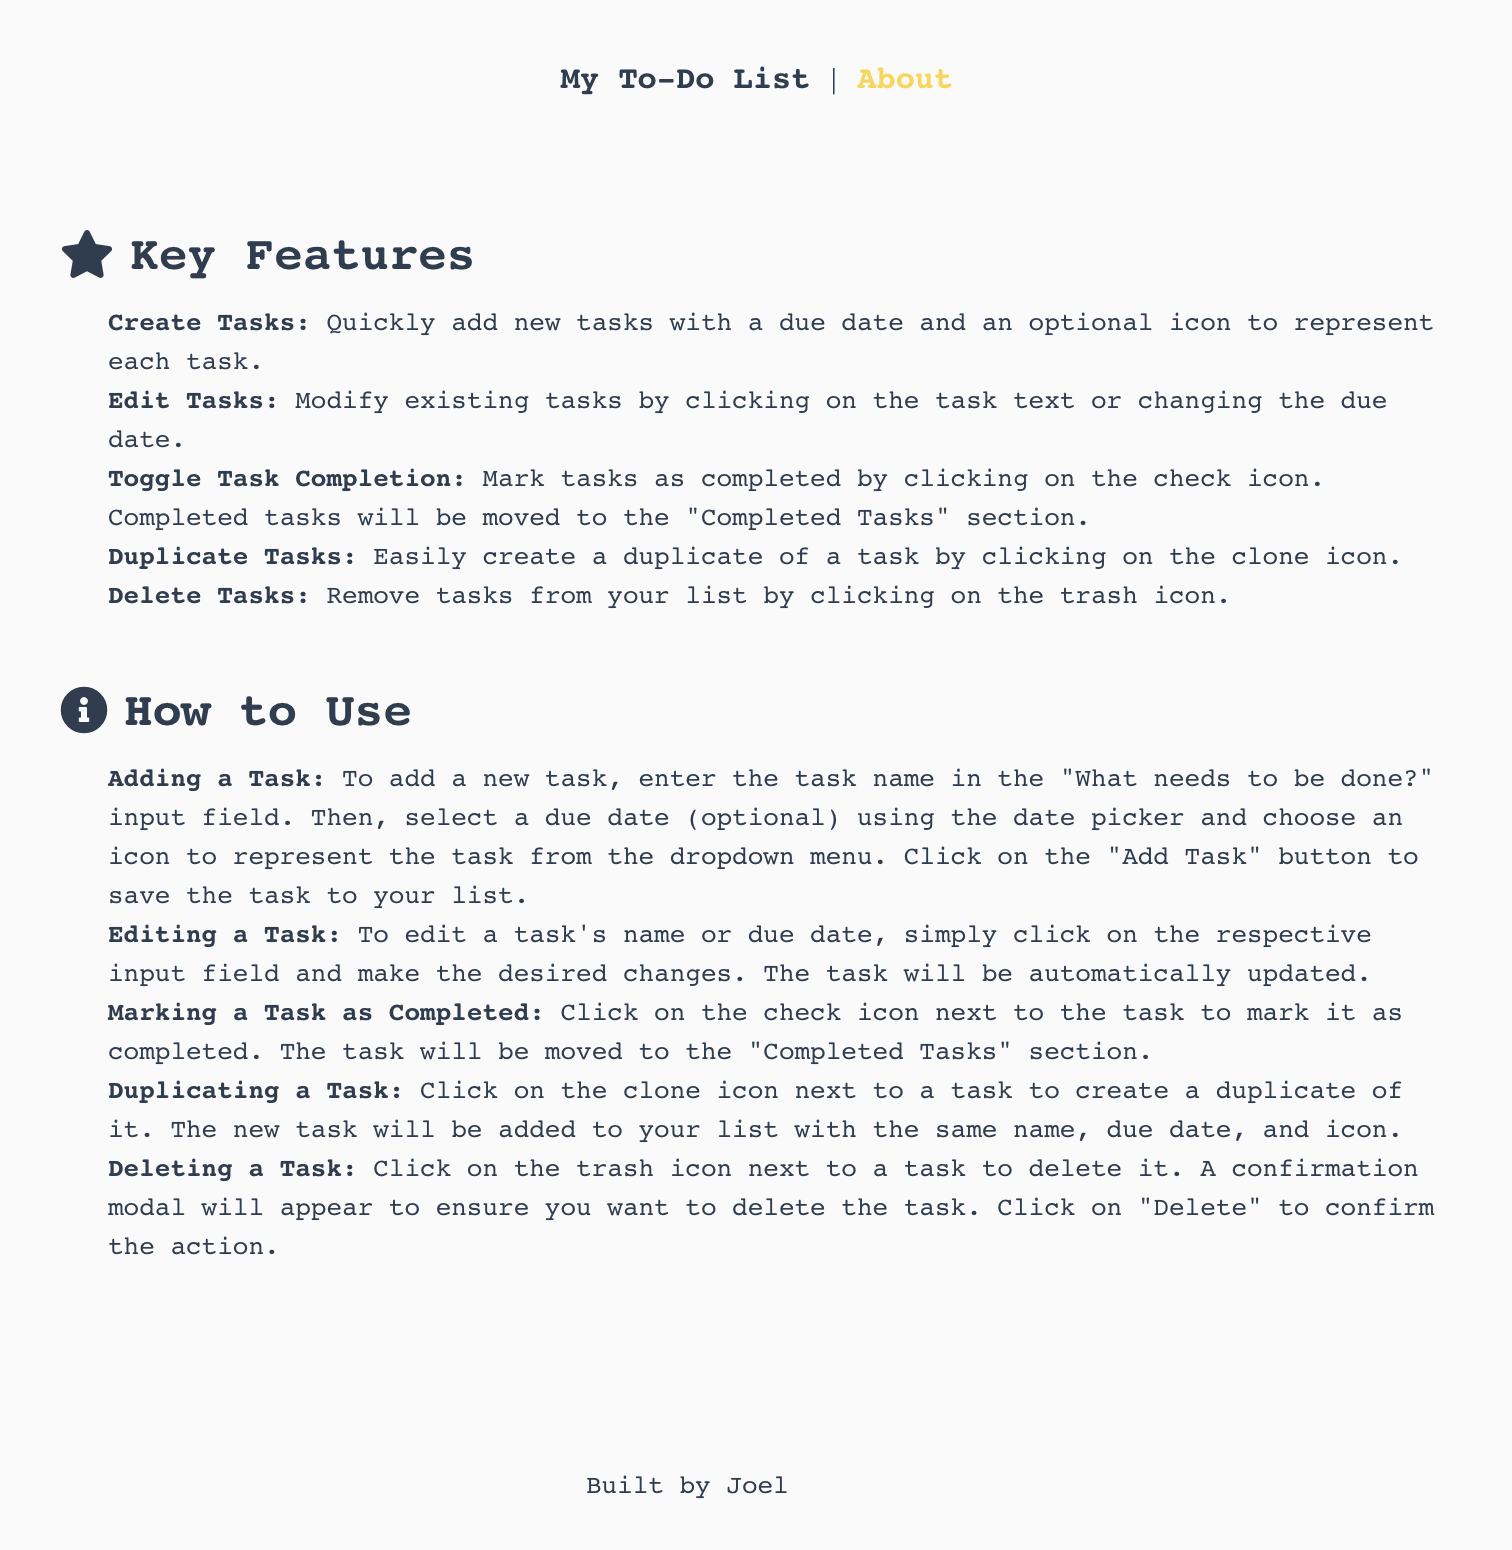 My To-Do List | About
Key Features
Create Tasks: Quickly add new tasks with a due date and an optional icon to represent
each task.
Edit Tasks: Modify existing tasks by clicking on the task text or changing the due
date.
Toggle Task Completion: Mark tasks as completed by clicking on the check icon.
Completed tasks will be moved to the "Completed Tasks" section.
Duplicate Tasks: Easily create a duplicate of a task by clicking on the clone icon.
Delete Tasks: Remove tasks from your list by clicking on the trash icon.
How to Use
Adding a Task: To add a new task, enter the task name in the "What needs to be done?"
input field. Then, select a due date (optional) using the date picker and choose an
icon to represent the task from the dropdown menu. Click on the "Add Task" button to
save the task to your list.
Editing a Task: To edit a task's name or due date, simply click on the respective
input field and make the desired changes. The task will be automatically updated.
Marking a Task as Completed: Click on the check icon next to the task to mark it as
completed. The task will be moved to the "Completed Tasks" section.
Duplicating a Task: Click on the clone icon next to a task to create a duplicate of
it. The new task will be added to your list with the same name, due date, and icon.
Deleting a Task: Click on the trash icon next to a task to delete it. A confirmation
modal will appear to ensure you want to delete the task. Click on "Delete" to confirm
the action.
Built by Joel